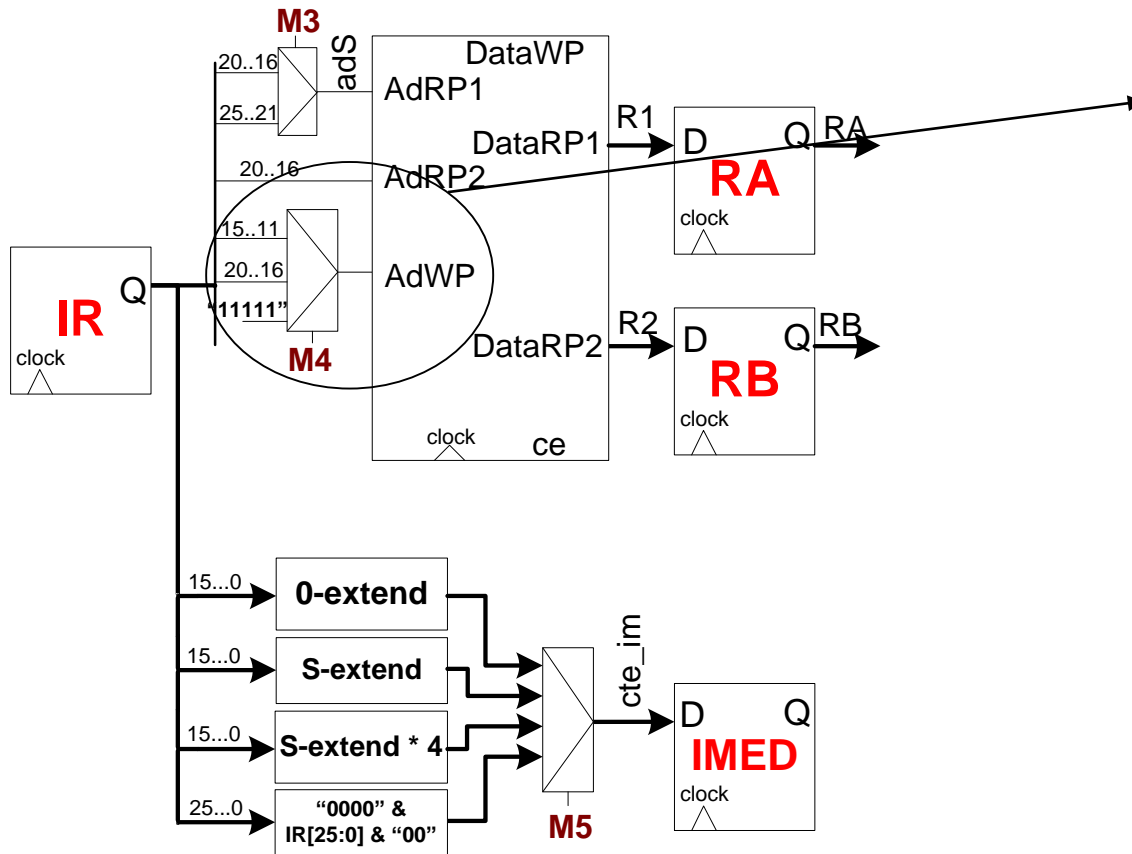 M3
adS
DataWP
20..16
AdRP1
25..21
R1
DataRP1
D
Q
RA
RA
clock
20..16
AdRP2
15..11
20..16
AdWP
"11111"
M4
Q
IR
clock
R2
DataRP2
D
Q
RB
RB
clock
clock
ce
15...0
0-extend
15...0
S-extend
cte_im
15...0
S-extend * 4
D
Q
IMED
clock
25...0
“0000” &
IR[25:0] & “00”
M5